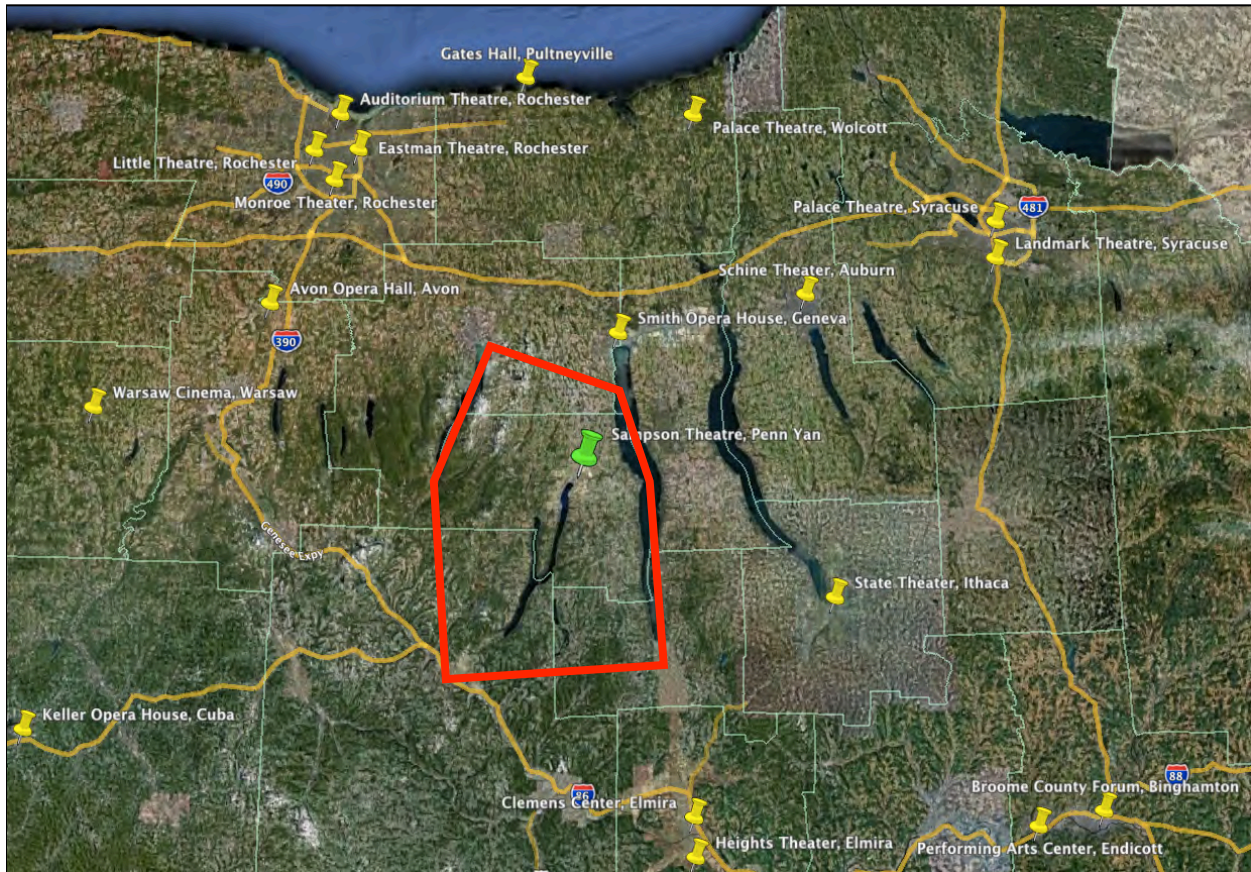 Gates Hall, Pultneyville
Auditorium Theatre, Rochester
Palace Theatre, Wolcott
Eastman Theatre, Rochester
Little Theatre, Rochester
490
Monroe Theater, Rochester
Palace Theatre, Syracuse
481
Landmark Theatre, Syracuse
Schine Theater, Auburn
Avon Opera Hall, Avon
Smith Opera House, Geneva
390
Warsaw Cinema, Warsaw
Sampson Theatre, Penn Yan
Genesee Expy
State Theater, Ithaca
Keller Opera House, Cuba
88
Broome County Forum, Binghamton
86
Clemens Center, Elmira
Heights Theater, Elmira
Performing Arts Center, Endicott